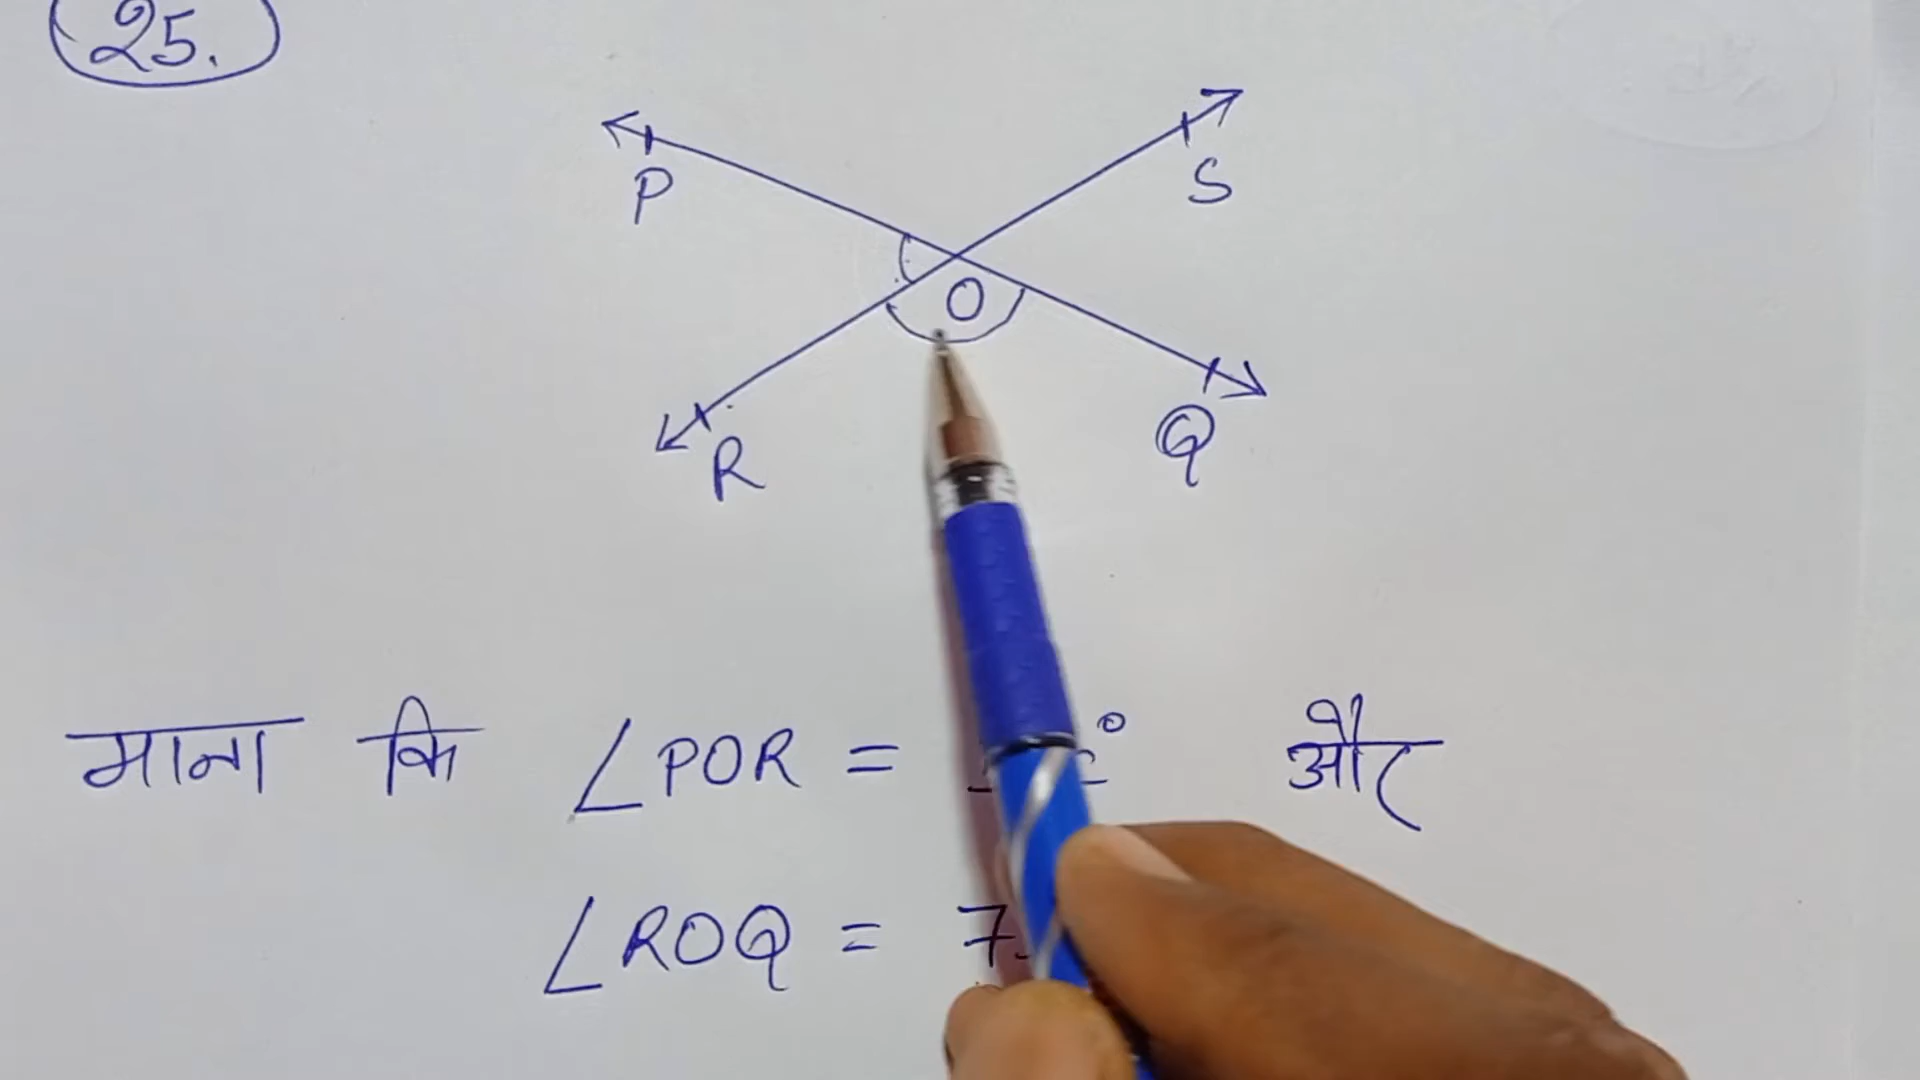 25.
P
S
O
R
Q
माना कि ∠POR = ° और
∠ROQ = 7